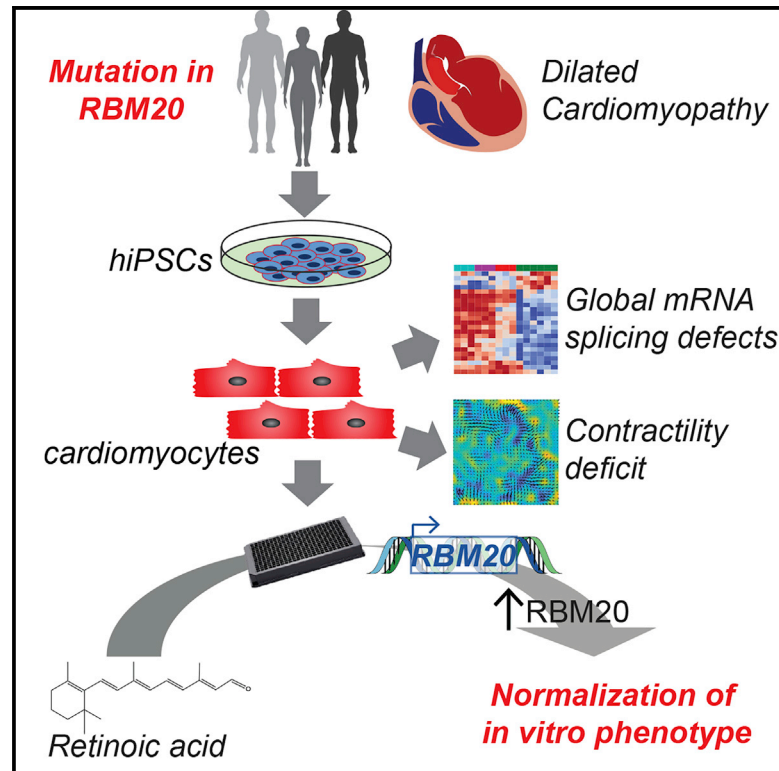 Mutation in
RBM20
Dilated
Cardiomyopathy
hiPSCs
Global mRNA
splicing defects
cardiomyocytes
Contractility
deficit
RBM20
↑RBM20
O
Retinoic acid
Normalization of
in vitro phenotype